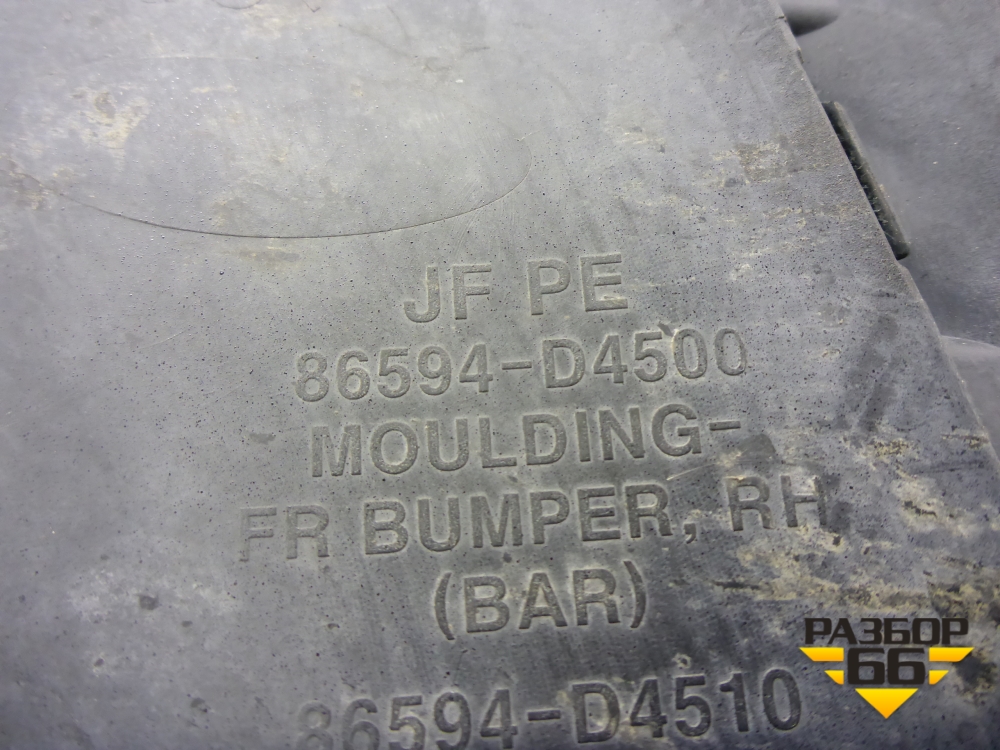 JF PE
86594-D4500
MOULDING-
FR BUMPER, RH
(BAR)
86594-D4510
РАЗБОР
66